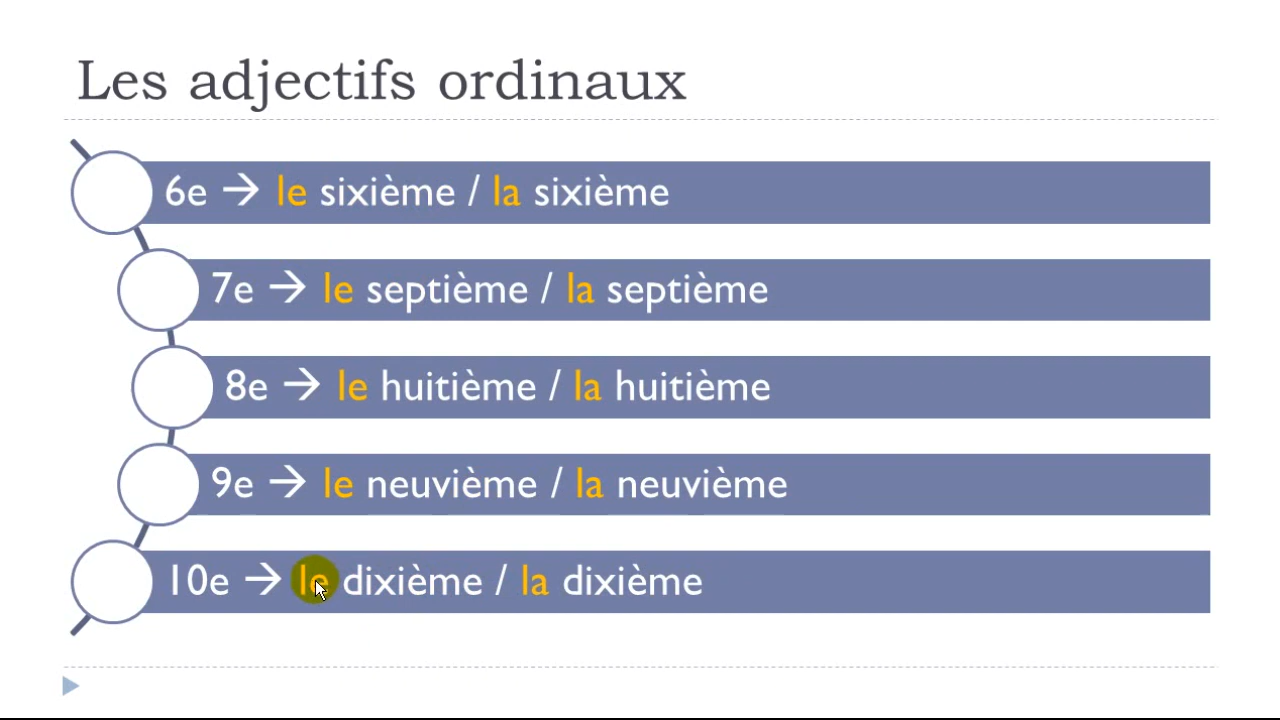 Les adjectifs ordinaux
6e → le sixième / la sixième
7e → le septième / la septième
8e → le huitième / la huitième
9e → le neuvième / la neuvième
10e → le dixième / la dixième